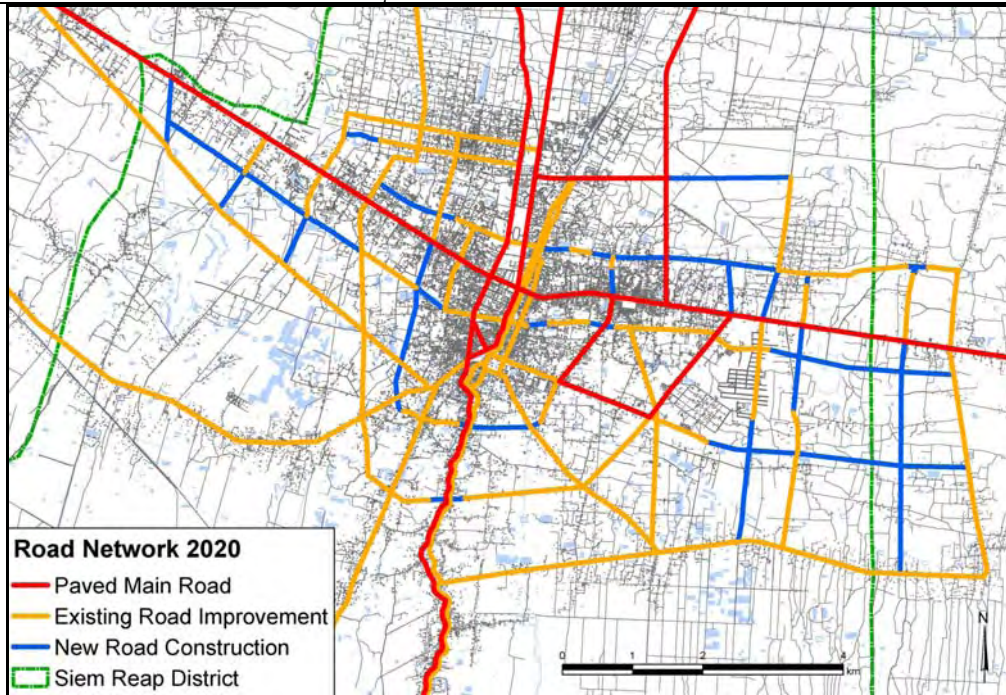 Road Network 2020
Paved Main Road
Existing Road Improvement
New Road Construction
Siem Reap District
N
0 1 2 4
km